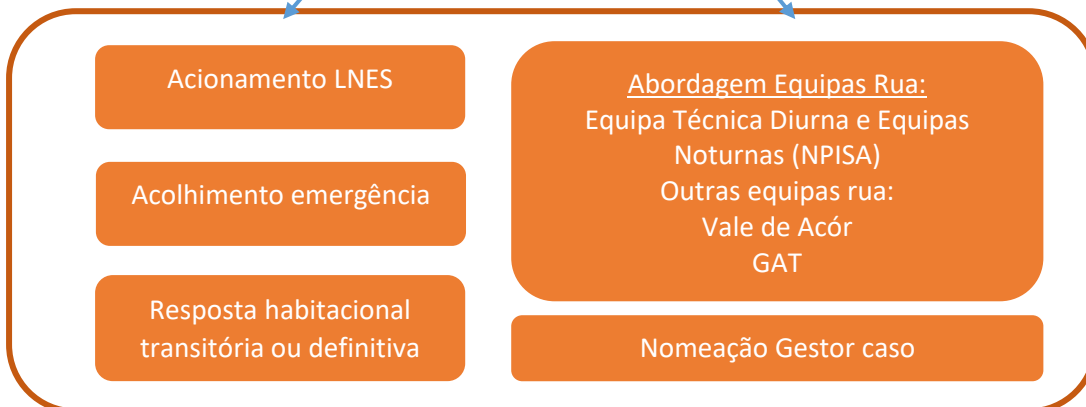 Acionamento LNES
Acolhimento emergência
Resposta habitacional
transitória ou definitiva
Abordagem Equipas Rua:
Equipa Técnica Diurna e Equipas
Noturnas (NPISA)
Outras equipas rua:
Vale de Acór
GAT
Nomeação Gestor caso